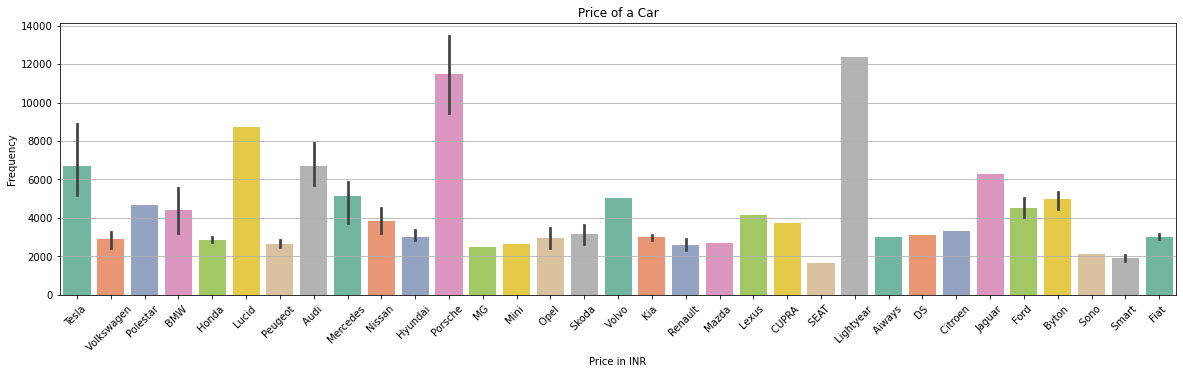 Price of a Car
14000
12000
10000
8000
6000
4000
2000
0
Frequency
Tesla
Volkswagen
Polestar
BMW
Honda
Lucid
Peugeot
Audi
Mercedes
Nissan
Hyundai
Porsche
MG
Mini
Opel
Skoda
Volvo
Kia
Renault
Mazda
Lexus
CUPRA
SEAT
Lightyear
Aiways
DS
Citroen
Jaguar
Ford
Byton
Sono
Smart
Fiat
Price in INR